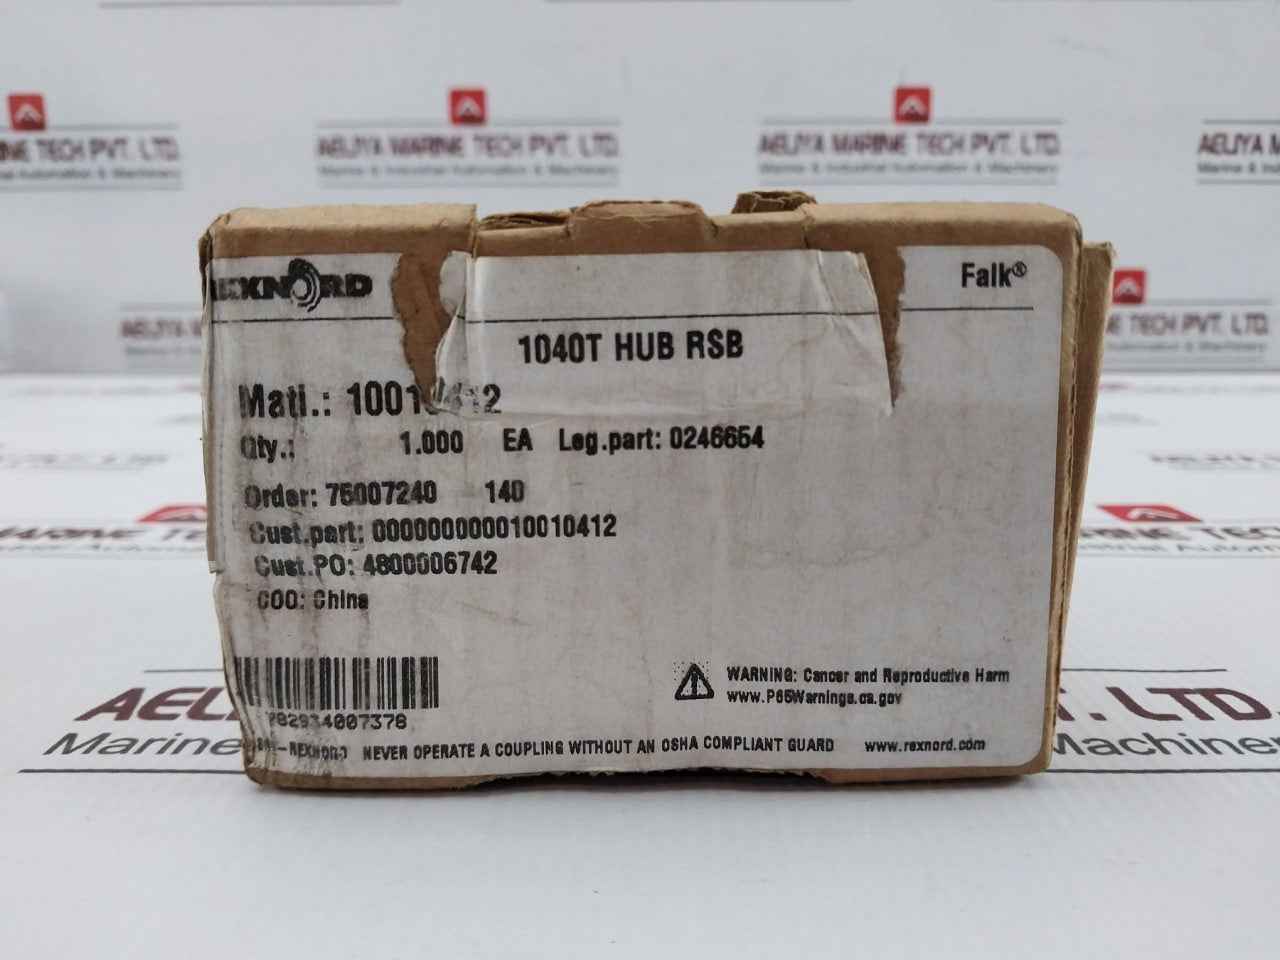 AELIYA MARINE TECH PVT. LTD.
Marine & Industrial Automation & Machinery
REXNORD
Falk®
1040T HUB RSB
Matl.:
Qty.: 1.000 EA Leg.part: 0246654
Order: 75007240 140
Cust.part: 000000000010010412
Cust.PO: 4800006742
COO: China
WARNING: Cancer and Reproductive Harm
www.P65Warnings.ca.gov
782934007378
REXNORD NEVER OPERATE A COUPLING WITHOUT AN OSHA COMPLIANT GUARD www.rexnord.com